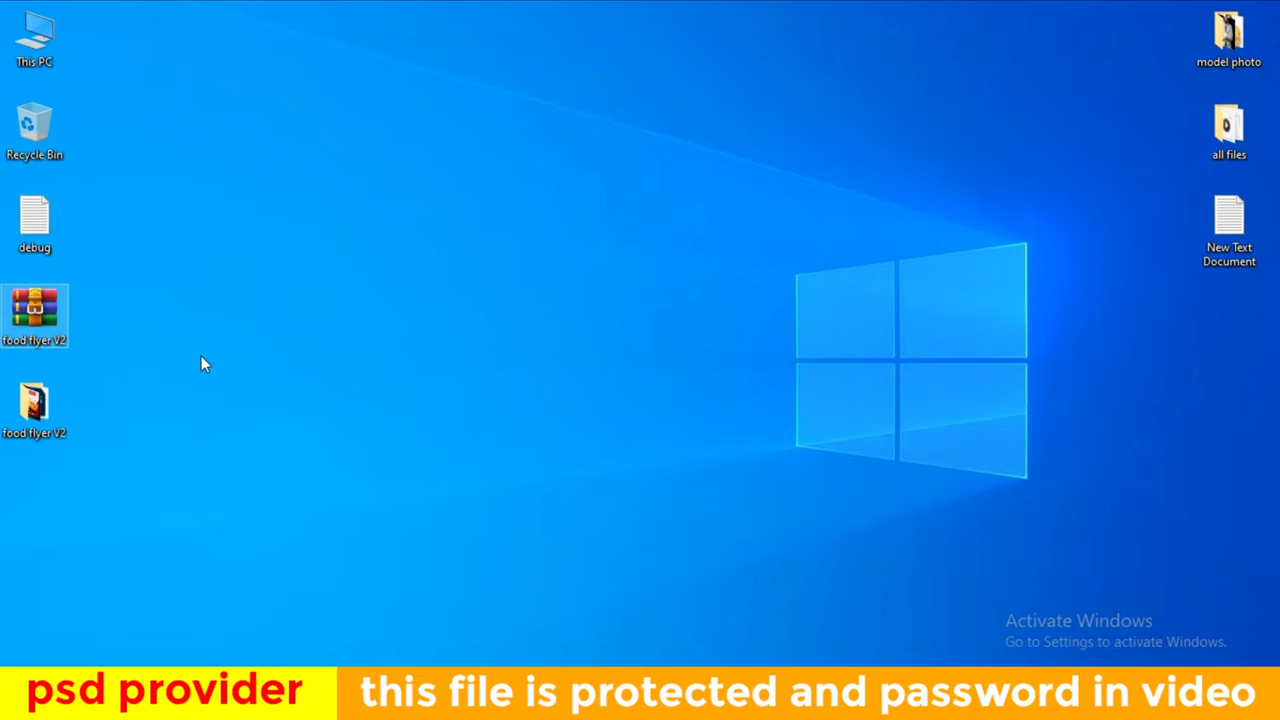 This PC
Recycle Bin
debug
food flyer V2
food flyer V2
model photo
all files
New Text
Document
Activate Windows
Go to Settings to activate Windows.
psd provider
this file is protected and password in video